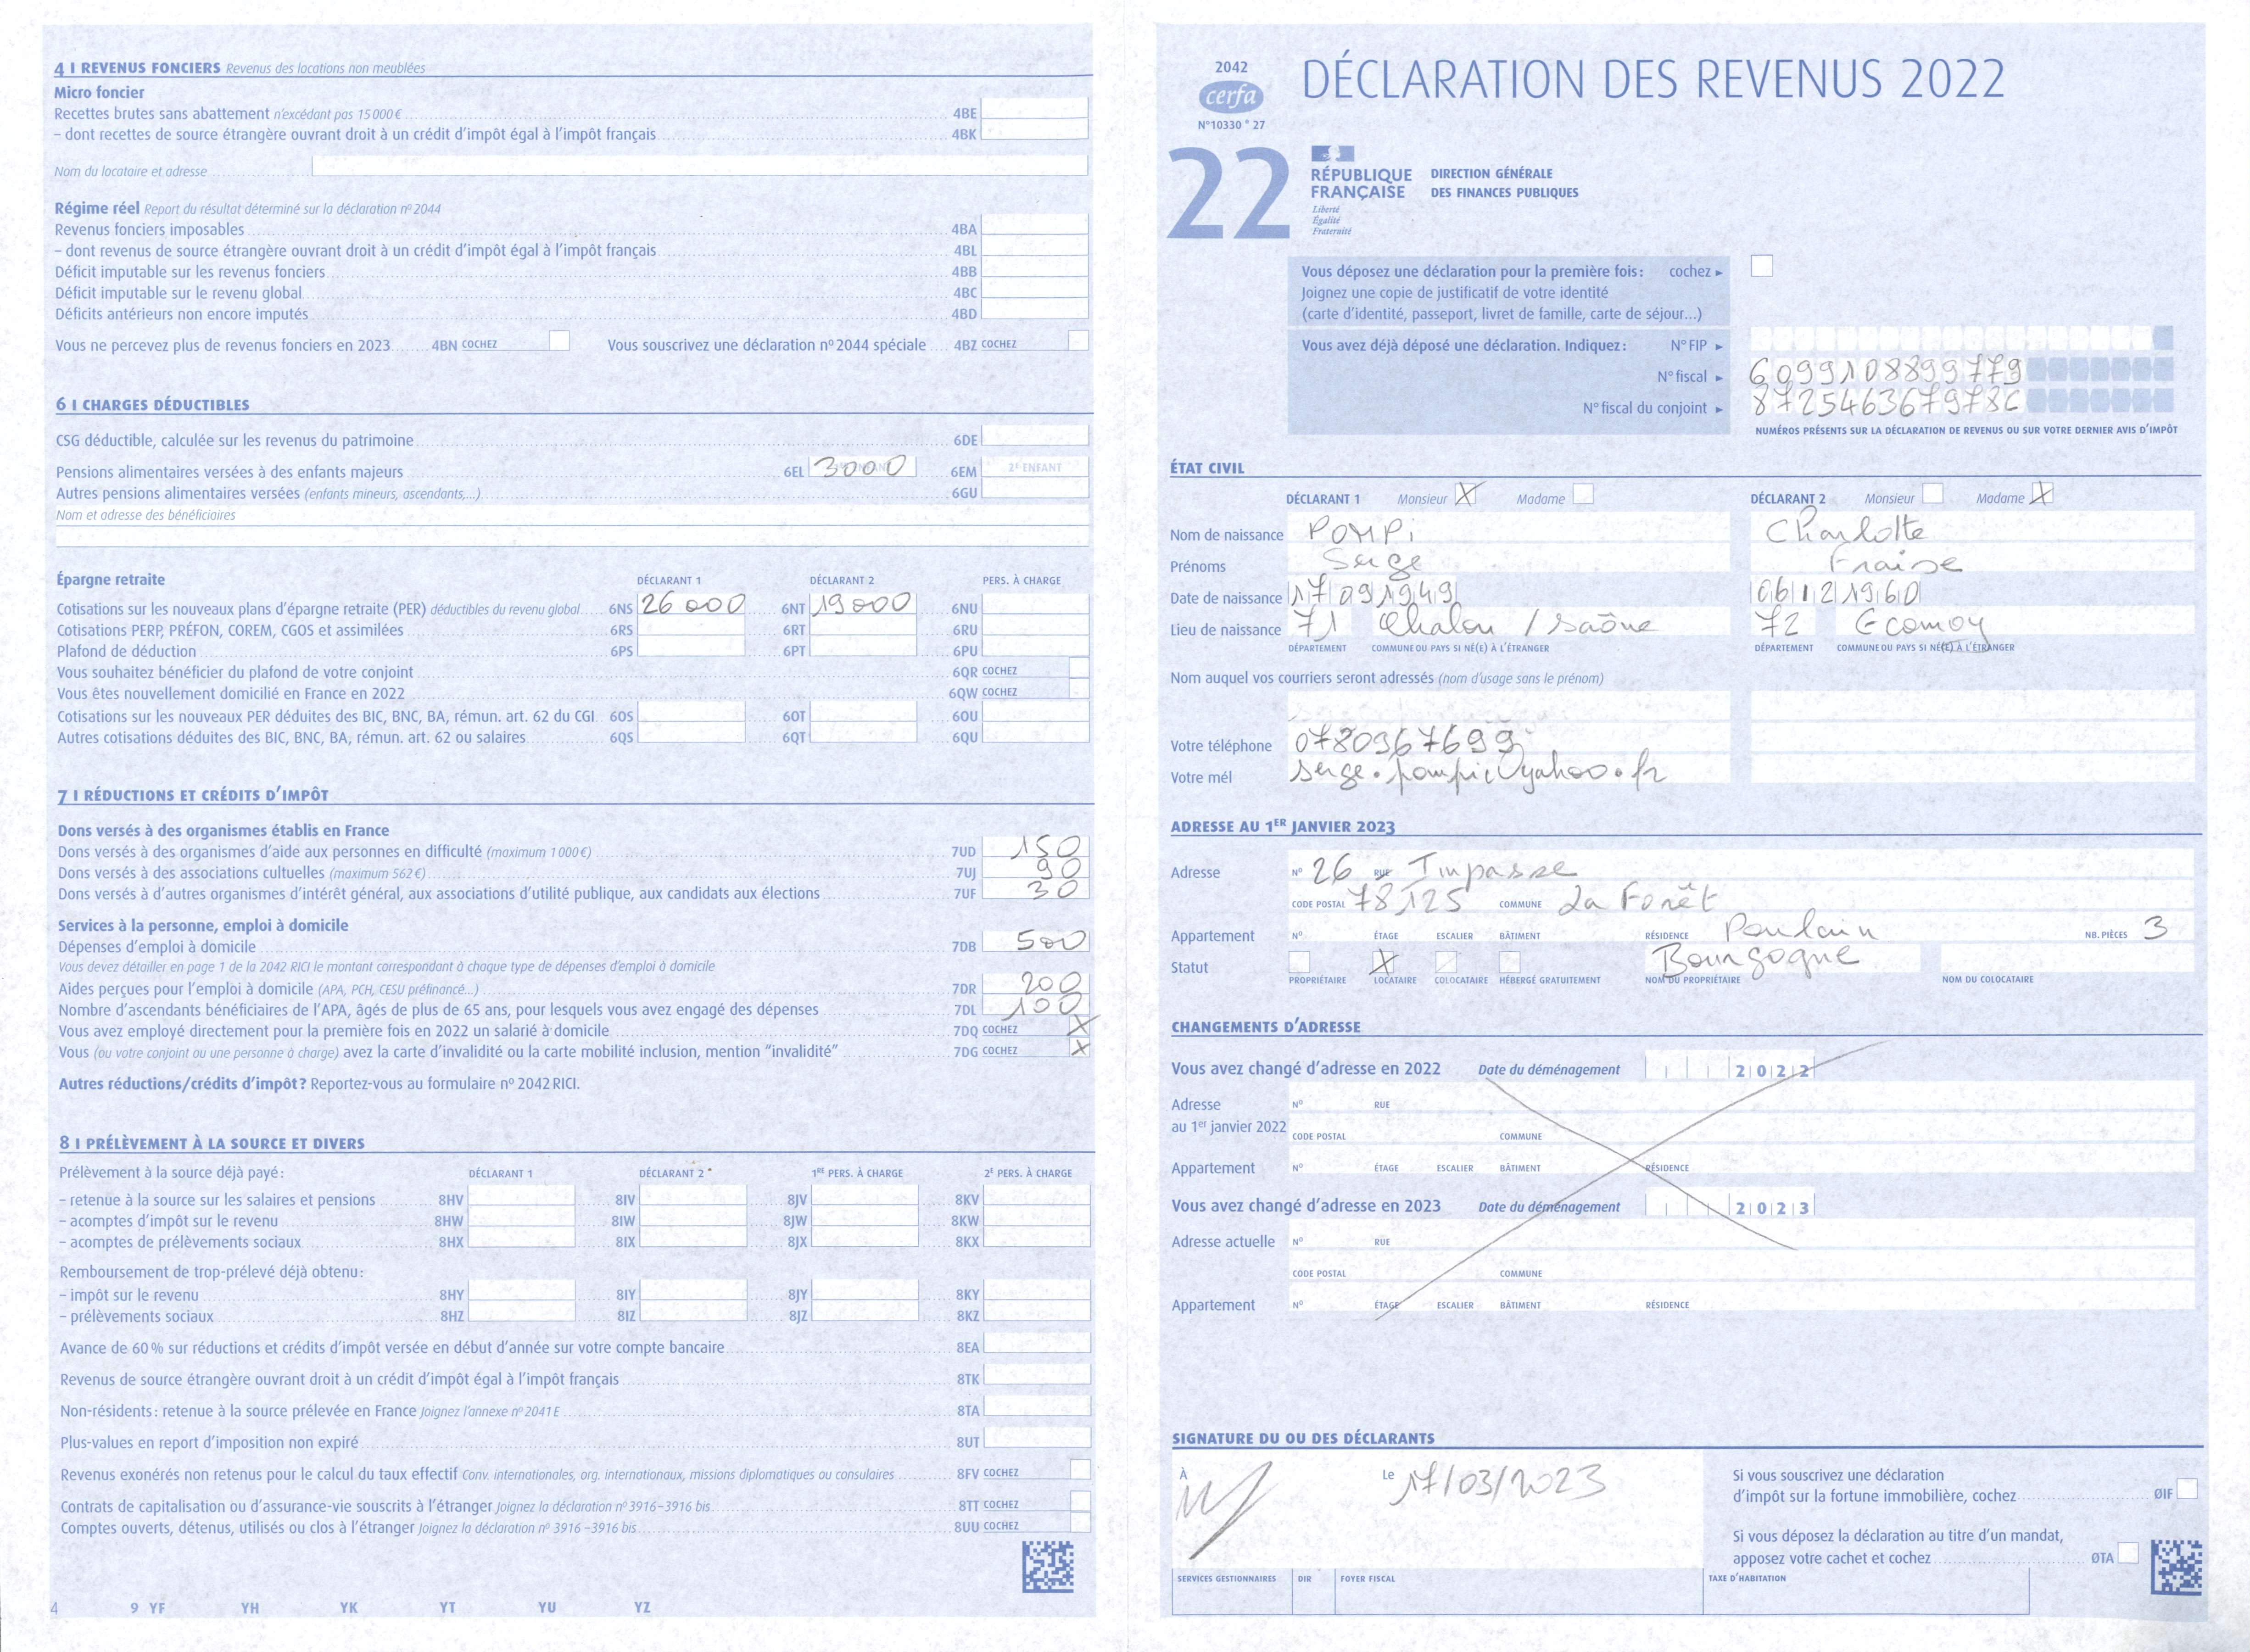 4 I REVENUS FONCIERS Revenus des locations non meublées
Micro foncier
Recettes brutes sans abattement n'excédant pas 15 000 € 4BE
– dont recettes de source étrangère ouvrant droit à un crédit d'impôt égal à l'impôt français 4BK
Nom du locataire et adresse
Régime réel Report du résultat déterminé sur la déclaration n° 2044
Revenus fonciers imposables 4BA
– dont revenus de source étrangère ouvrant droit à un crédit d'impôt égal à l'impôt français 4BL
Déficit imputable sur les revenus fonciers 4BB
Déficit imputable sur le revenu global 4BC
Déficits antérieurs non encore imputés 4BD
Vous ne percevez plus de revenus fonciers en 2023 4BN COCHEZ Vous souscrivez une déclaration n° 2044 spéciale 4BZ COCHEZ
6 I CHARGES DÉDUCTIBLES
CSG déductible, calculée sur les revenus du patrimoine 6DE
Pensions alimentaires versées à des enfants majeurs 6EL 3000 6EM 2E ENFANT
Autres pensions alimentaires versées (enfants mineurs, ascendants,...) 6GU
Nom et adresse des bénéficiaires
Épargne retraite DÉCLARANT 1 DÉCLARANT 2 PERS. À CHARGE
Cotisations sur les nouveaux plans d'épargne retraite (PER) déductibles du revenu global 6NS 26 000 6NT 19 000 6NU
Cotisations PERP, PRÉFON, COREM, CGOS et assimilées 6RS 6RT 6RU
Plafond de déduction 6PS 6PT 6PU
Vous souhaitez bénéficier du plafond de votre conjoint 6QR COCHEZ
Vous êtes nouvellement domicilié en France en 2022 6QW COCHEZ
Cotisations sur les nouveaux PER déduites des BIC, BNC, BA, rémun. art. 62 du CGI 6OS 6OT 6OU
Autres cotisations déduites des BIC, BNC, BA, rémun. art. 62 ou salaires 6QS 6QT 6QU
7 I RÉDUCTIONS ET CRÉDITS D'IMPÔT
Dons versés à des organismes établis en France
Dons versés à des organismes d'aide aux personnes en difficulté (maximum 1 000 €) 7UD 150
Dons versés à des associations cultuelles (maximum 562 €) 7UJ 90
Dons versés à d'autres organismes d'intérêt général, aux associations d'utilité publique, aux candidats aux élections 7UF 30
Services à la personne, emploi à domicile
Dépenses d'emploi à domicile 7DB 500
Vous devez détailler en page 1 de la 2042 RICI le montant correspondant à chaque type de dépenses d'emploi à domicile
Aides perçues pour l'emploi à domicile (APA, PCH, CESU préfinancé...) 7DR 200
Nombre d'ascendants bénéficiaires de l'APA, âgés de plus de 65 ans, pour lesquels vous avez engagé des dépenses 7DL 100
Vous avez employé directement pour la première fois en 2022 un salarié à domicile 7DQ COCHEZ X
Vous (ou votre conjoint ou une personne à charge) avez la carte d'invalidité ou la carte mobilité inclusion, mention "invalidité" 7DG COCHEZ X
Autres réductions/crédits d'impôt ? Reportez-vous au formulaire n° 2042 RICI.
8 I PRÉLÈVEMENT À LA SOURCE ET DIVERS
Prélèvement à la source déjà payé : DÉCLARANT 1 DÉCLARANT 2 1RE PERS. À CHARGE 2E PERS. À CHARGE
– retenue à la source sur les salaires et pensions 8HV 8IV 8JV 8KV
– acomptes d'impôt sur le revenu 8HW 8IW 8JW 8KW
– acomptes de prélèvements sociaux 8HX 8IX 8JX 8KX
Remboursement de trop-prélevé déjà obtenu :
– impôt sur le revenu 8HY 8IY 8JY 8KY
– prélèvements sociaux 8HZ 8IZ 8JZ 8KZ
Avance de 60 % sur réductions et crédits d'impôt versée en début d'année sur votre compte bancaire 8EA
Revenus de source étrangère ouvrant droit à un crédit d'impôt égal à l'impôt français 8TK
Non-résidents : retenue à la source prélevée en France Joignez l'annexe n° 2041 E 8TA
Plus-values en report d'imposition non expiré 8UT
Revenus exonérés non retenus pour le calcul du taux effectif Conv. internationales, org. internationaux, missions diplomatiques ou consulaires 8FV COCHEZ
Contrats de capitalisation ou d'assurance-vie souscrits à l'étranger Joignez la déclaration n° 3916–3916 bis 8TT COCHEZ
Comptes ouverts, détenus, utilisés ou clos à l'étranger Joignez la déclaration n° 3916–3916 bis 8UU COCHEZ
4 9 YF YH YK YT YU YZ
2042
cerfa
N°10330 * 27
DÉCLARATION DES REVENUS 2022
22
RÉPUBLIQUE FRANÇAISE
Liberté
Égalité
Fraternité
DIRECTION GÉNÉRALE
DES FINANCES PUBLIQUES
Vous déposez une déclaration pour la première fois : cochez ►
Joignez une copie de justificatif de votre identité
(carte d'identité, passeport, livret de famille, carte de séjour...)
Vous avez déjà déposé une déclaration. Indiquez : N° FIP ►
N° fiscal ► 6099108899779
N° fiscal du conjoint ► 8725463679786
NUMÉROS PRÉSENTS SUR LA DÉCLARATION DE REVENUS OU SUR VOTRE DERNIER AVIS D'IMPÔT
ÉTAT CIVIL
DÉCLARANT 1 Monsieur X Madame DÉCLARANT 2 Monsieur Madame X
Nom de naissance POMPi Charlotte
Prénoms Serge Fraise
Date de naissance 17091949 06121960
Lieu de naissance 71 Chalon / Saône 72 Ecomoy
DÉPARTEMENT COMMUNE OU PAYS SI NÉ(E) À L'ÉTRANGER DÉPARTEMENT COMMUNE OU PAYS SI NÉ(E) À L'ÉTRANGER
Nom auquel vos courriers seront adressés (nom d'usage sans le prénom)
Votre téléphone 0780967699
Votre mél serge.pompi@yahoo.fr
ADRESSE AU 1ER JANVIER 2023
Adresse N° 26 RUE Impasse
CODE POSTAL 78125 COMMUNE La Forêt
Appartement N° ÉTAGE ESCALIER BÂTIMENT RÉSIDENCE Poulain NB. PIÈCES 3
Statut X Bourgogne
PROPRIÉTAIRE LOCATAIRE COLOCATAIRE HÉBERGÉ GRATUITEMENT NOM DU PROPRIÉTAIRE NOM DU COLOCATAIRE
CHANGEMENTS D'ADRESSE
Vous avez changé d'adresse en 2022 Date du déménagement 2022
Adresse N° RUE
au 1er janvier 2022 CODE POSTAL COMMUNE
Appartement N° ÉTAGE ESCALIER BÂTIMENT RÉSIDENCE
Vous avez changé d'adresse en 2023 Date du déménagement 2023
Adresse actuelle N° RUE
CODE POSTAL COMMUNE
Appartement N° ÉTAGE ESCALIER BÂTIMENT RÉSIDENCE
SIGNATURE DU OU DES DÉCLARANTS
À Le 17/03/2023
Si vous souscrivez une déclaration
d'impôt sur la fortune immobilière, cochez ØIF
Si vous déposez la déclaration au titre d'un mandat,
apposez votre cachet et cochez ØTA
SERVICES GESTIONNAIRES DIR FOYER FISCAL TAXE D'HABITATION